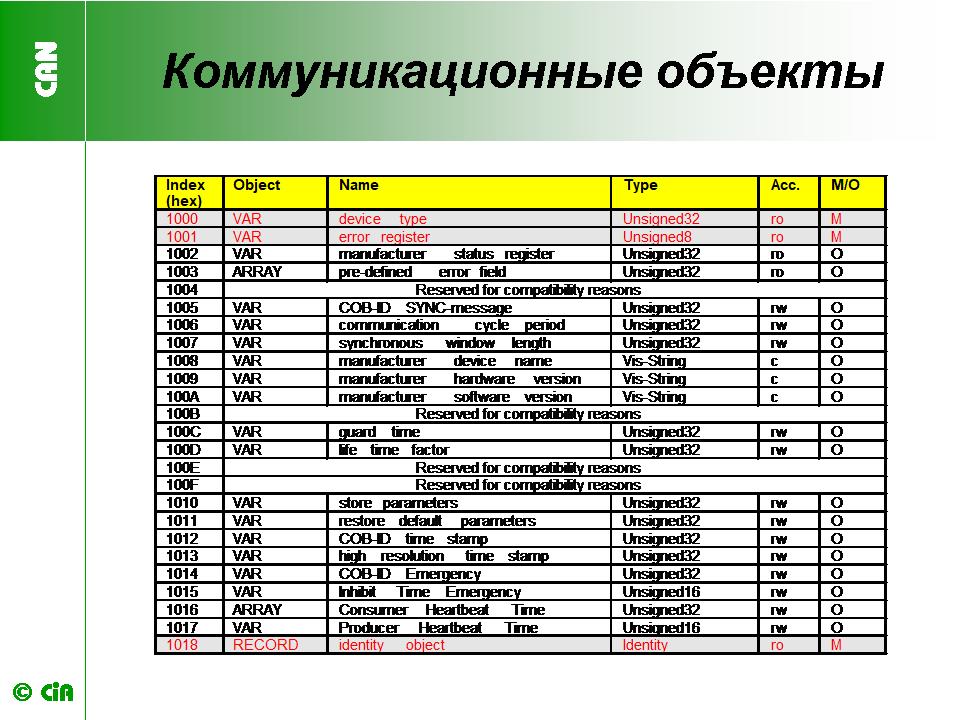 CAN
Коммуникационные объекты
Index (hex) Object Name Type Acc. M/O
1000 VAR device type Unsigned32 ro M
1001 VAR error register Unsigned8 ro M
1002 VAR manufacturer status register Unsigned32 ro O
1003 ARRAY pre-defined error field Unsigned32 ro O
1004 Reserved for compatibility reasons
1005 VAR COB-ID SYNC-message Unsigned32 rw O
1006 VAR communication cycle period Unsigned32 rw O
1007 VAR synchronous window length Unsigned32 rw O
1008 VAR manufacturer device name Vis-String c O
1009 VAR manufacturer hardware version Vis-String c O
100A VAR manufacturer software version Vis-String c O
100B Reserved for compatibility reasons
100C VAR guard time Unsigned32 rw O
100D VAR life time factor Unsigned32 rw O
100E Reserved for compatibility reasons
100F Reserved for compatibility reasons
1010 VAR store parameters Unsigned32 rw O
1011 VAR restore default parameters Unsigned32 rw O
1012 VAR COB-ID time stamp Unsigned32 rw O
1013 VAR high resolution time stamp Unsigned32 rw O
1014 VAR COB-ID Emergency Unsigned32 rw O
1015 VAR Inhibit Time Emergency Unsigned16 rw O
1016 ARRAY Consumer Heartbeat Time Unsigned32 rw O
1017 VAR Producer Heartbeat Time Unsigned16 rw O
1018 RECORD identity object Identity ro M
© CiA